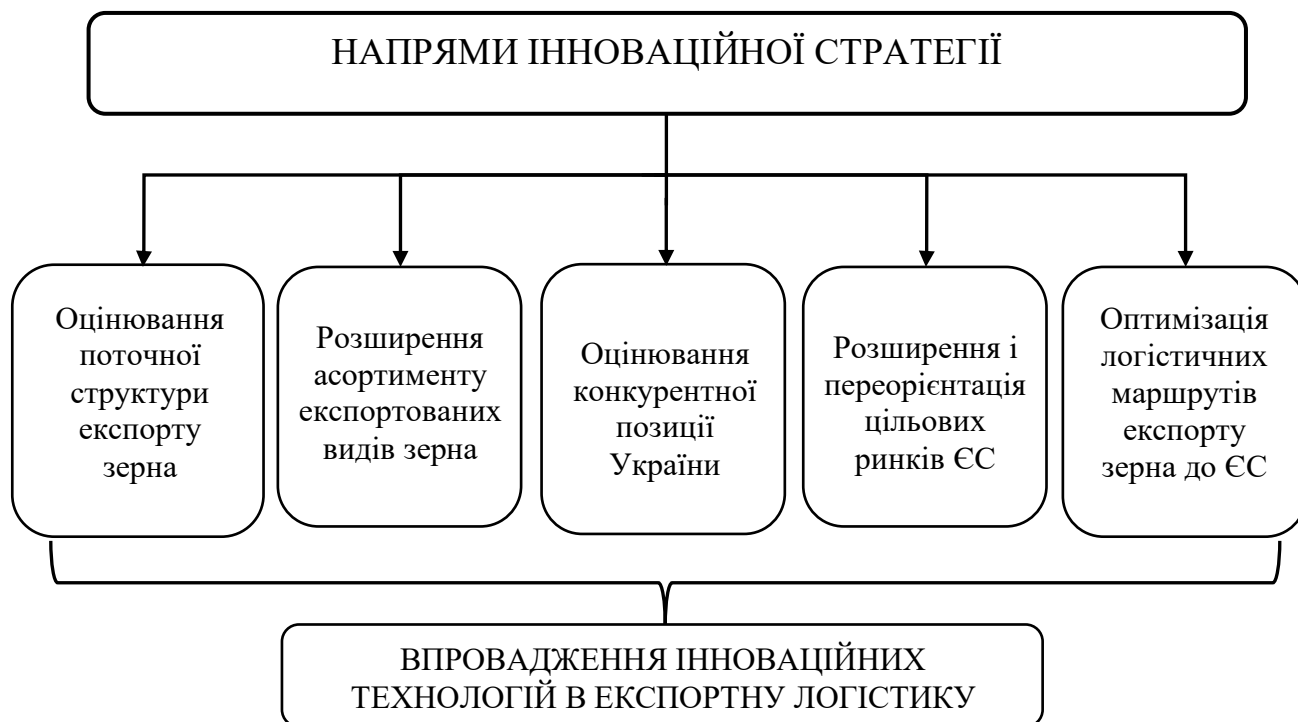 НАПРЯМИ ІННОВАЦІЙНОЇ СТРАТЕГІЇ
Оцінювання
поточної
структури
експорту
зерна
Розширення
асортименту
експортованих
видів зерна
Оцінювання
конкурентної
позиції
України
Розширення і
переорієнтація
цільових
ринків ЄС
Оптимізація
логістичних
маршрутів
експорту
зерна до ЄС
ВПРОВАДЖЕННЯ ІННОВАЦІЙНИХ
ТЕХНОЛОГІЙ В ЕКСПОРТНУ ЛОГІСТИКУ